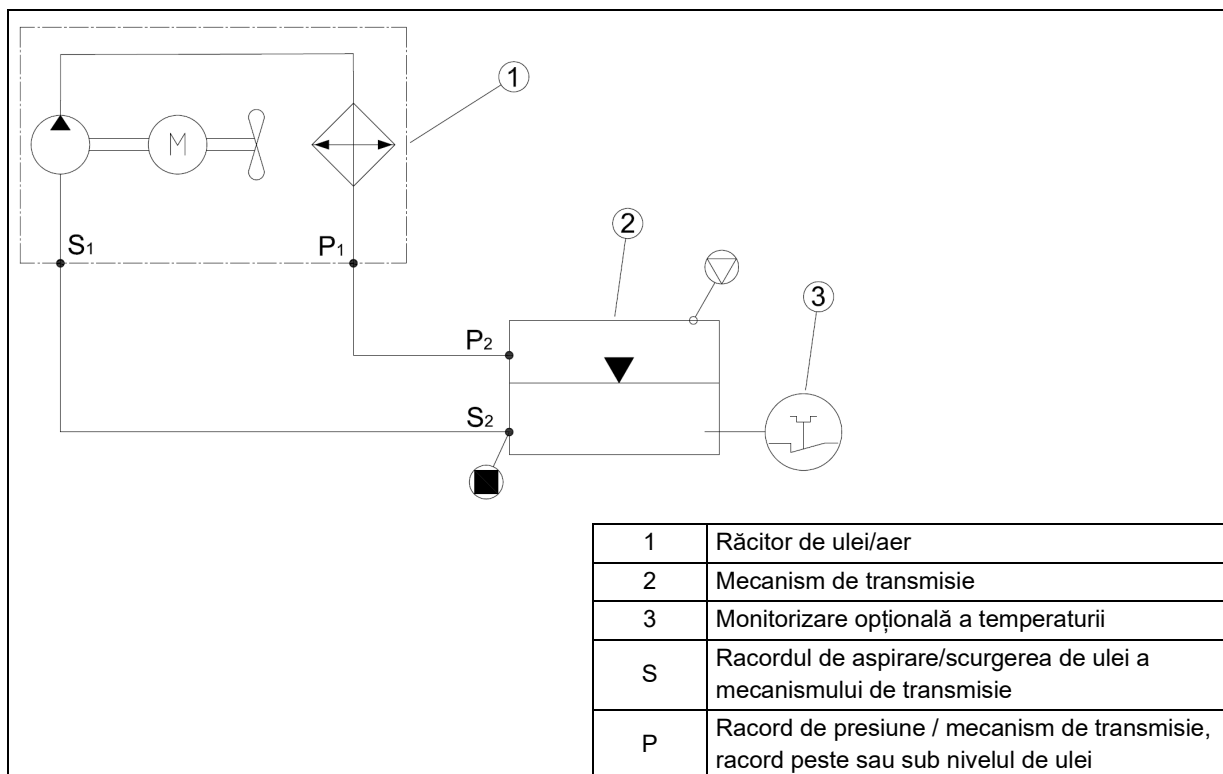 1
M
S1
P1
2
3
P2
S2
1 Răcitor de ulei/aer
2 Mecanism de transmisie
3 Monitorizare opțională a temperaturii
S Racordul de aspirare/scurgerea de ulei a
mecanismului de transmisie
P Racord de presiune / mecanism de transmisie,
racord peste sau sub nivelul de ulei